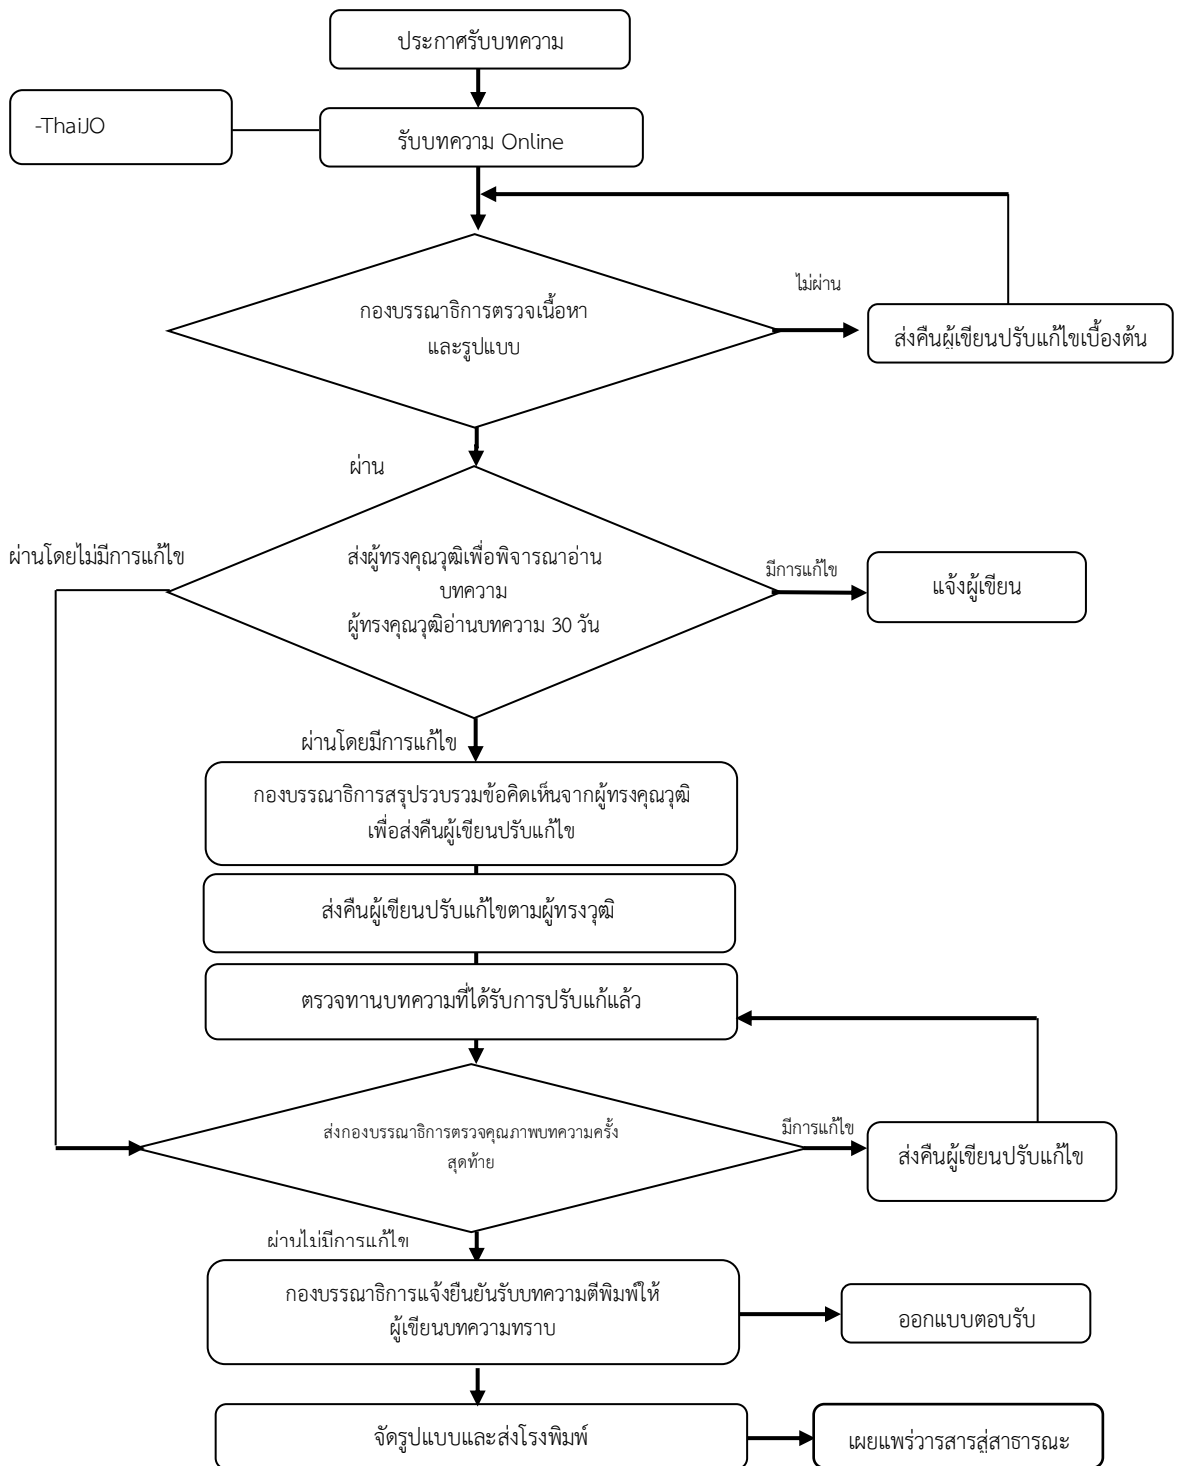 ประกาศรับบทความ
-ThaiJO
รับบทความ Online
ไม่ผ่าน
กองบรรณาธิการตรวจเนื้อหา
และรูปแบบ
ส่งคืนผู้เขียนปรับแก้ไขเบื้องต้น
ผ่าน
ผ่านโดยไม่มีการแก้ไข
ส่งผู้ทรงคุณวุฒิเพื่อพิจารณาอ่าน
บทความ
ผู้ทรงคุณวุฒิอ่านบทความ 30 วัน
มีการแก้ไข
แจ้งผู้เขียน
ผ่านโดยมีการแก้ไข
กองบรรณาธิการสรุปรวบรวมข้อคิดเห็นจากผู้ทรงคุณวุฒิ
เพื่อส่งคืนผู้เขียนปรับแก้ไข
ส่งคืนผู้เขียนปรับแก้ไขตามผู้ทรงวุฒิ
ตรวจทานบทความที่ได้รับการปรับแก้แล้ว
ส่งกองบรรณาธิการตรวจคุณภาพบทความครั้ง
สุดท้าย
มีการแก้ไข
ส่งคืนผู้เขียนปรับแก้ไข
ผ่านไม่มีการแก้ไข
กองบรรณาธิการแจ้งยืนยันรับบทความตีพิมพ์ให้
ผู้เขียนบทความทราบ
ออกแบบตอบรับ
จัดรูปแบบและส่งโรงพิมพ์
เผยแพร่วารสารสู่สาธารณะ